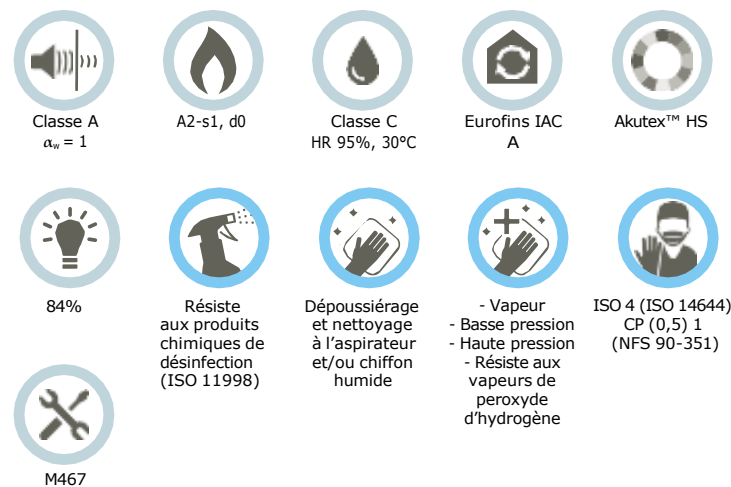 Classe A
αw = 1
A2-s1, d0
Classe C
HR 95%, 30°C
Eurofins IAC
A
Akutex™ HS
84%
Résiste
aux produits
chimiques de
désinfection
(ISO 11998)
Dépoussiérage
et nettoyage
à l’aspirateur
et/ou chiffon
humide
- Vapeur
- Basse pression
- Haute pression
- Résiste aux
vapeurs de
peroxyde
d’hydrogène
ISO 4 (ISO 14644)
CP (0,5) 1
(NFS 90-351)
M467